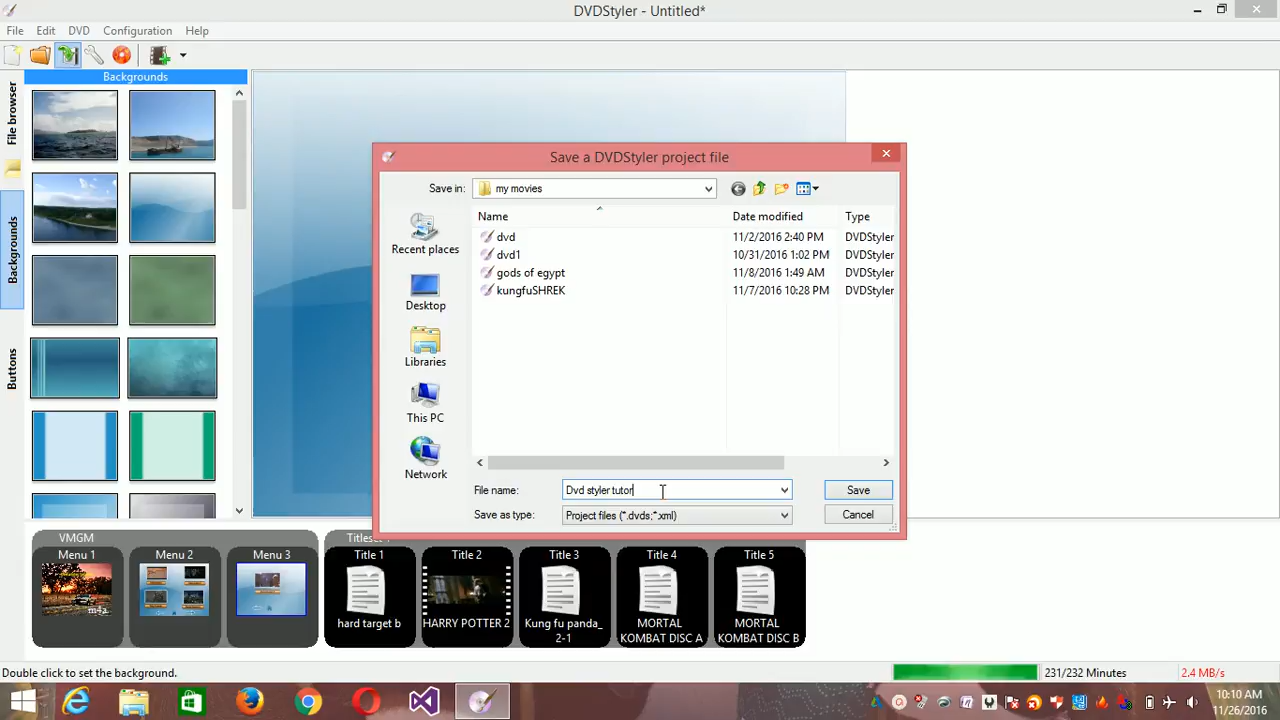 DVDStyler - Untitled*
File Edit DVD Configuration Help
Backgrounds
File browser
Backgrounds
Buttons
Save a DVDStyler project file
Save in: my movies
Name Date modified Type
dvd 11/2/2016 2:40 PM DVDStyler
dvd1 10/31/2016 1:02 PM DVDStyler
gods of egypt 11/8/2016 1:49 AM DVDStyler
kungfuSHREK 11/7/2016 10:28 PM DVDStyler
Recent places
Desktop
Libraries
This PC
Network
File name: Dvd styler tutor Save
Save as type: Project files (*.dvds;*.xml) Cancel
VMGM
Menu 1 Menu 2 Menu 3 Title 1 Title 2 Title 3 Title 4 Title 5
m4a
hard target b HARRY POTTER 2 Kung fu panda_
2-1
MORTAL
KOMBAT DISC A
MORTAL
KOMBAT DISC B
Double click to set the background. 231/232 Minutes 2.4 MB/s
10:10 AM
11/26/2016